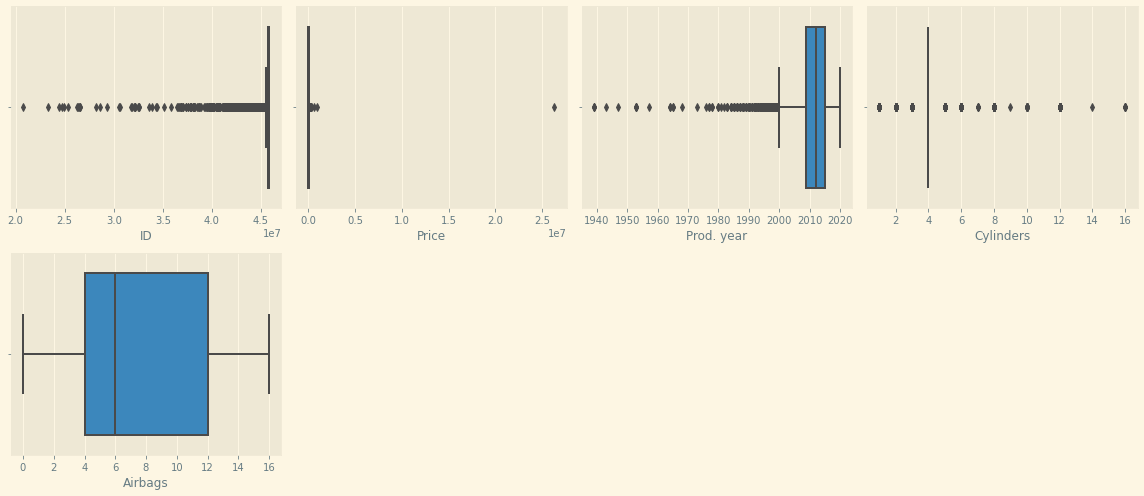 2.0 2.5 3.0 3.5 4.0 4.5
1e7
ID
0.0 0.5 1.0 1.5 2.0 2.5
1e7
Price
1940 1950 1960 1970 1980 1990 2000 2010 2020
Prod. year
2 4 6 8 10 12 14 16
Cylinders
0 2 4 6 8 10 12 14 16
Airbags